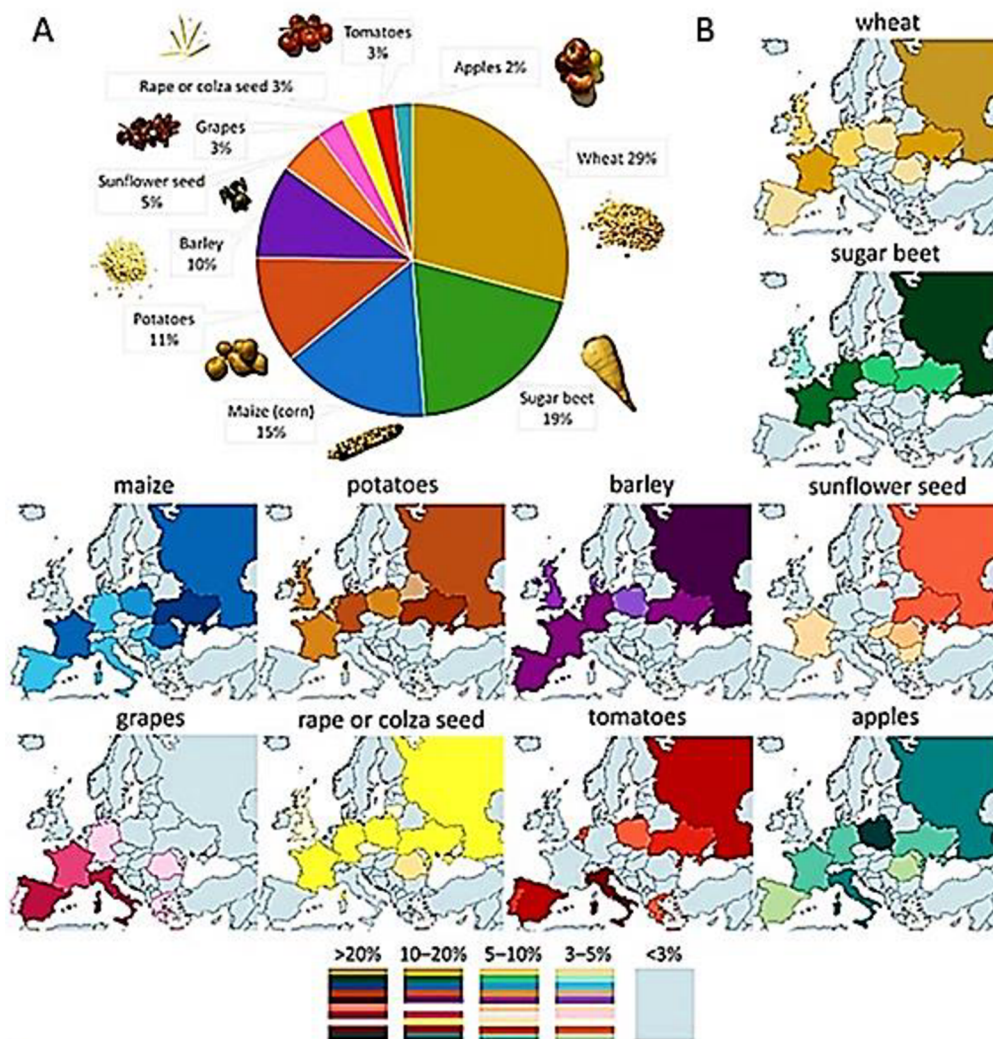 A
Tomatoes
3%
Apples 2%
Rape or colza seed 3%
Grapes
3%
Wheat 29%
Sunflower seed
5%
Barley
10%
Potatoes
11%
Sugar beet
19%
Maize (corn)
15%
B
wheat
sugar beet
maize
potatoes
barley
sunflower seed
grapes
rape or colza seed
tomatoes
apples
>20%
10–20%
5–10%
3–5%
<3%